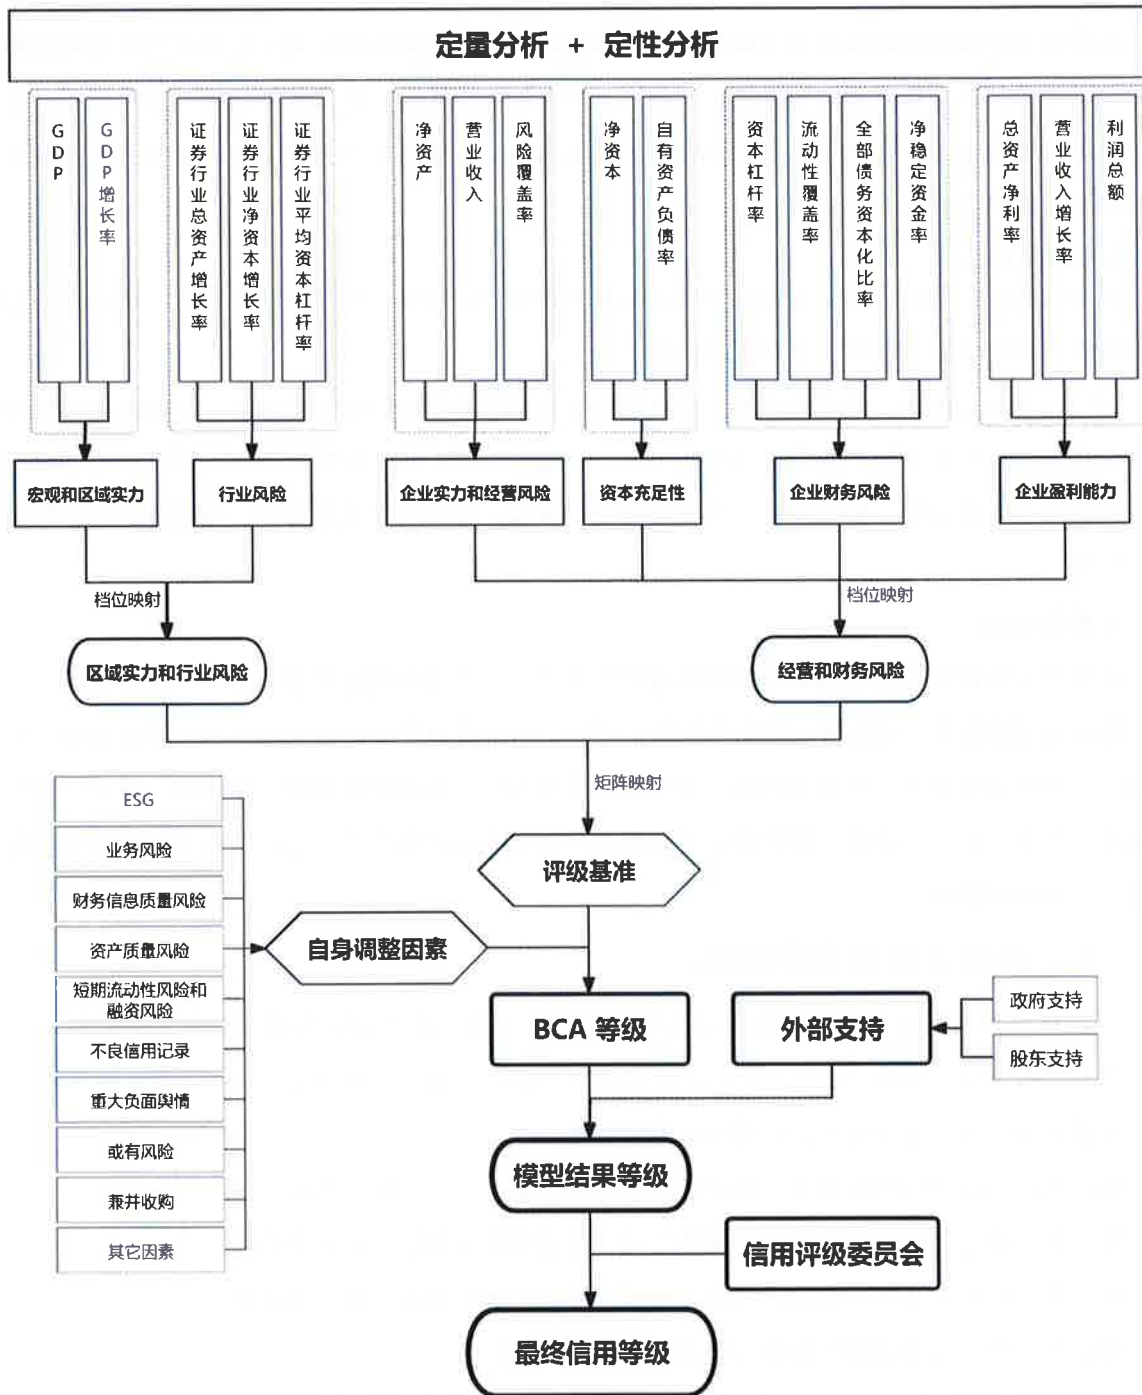 定量分析 + 定性分析
GDP
GDP增长率
证券行业总资产增长率
证券行业净资本增长率
证券行业平均资本杠杆率
净资产
营业收入
风险覆盖率
净资本
自有资产负债率
资本杠杆率
流动性覆盖率
全部债务资本化比率
净稳定资金率
总资产净利率
营业收入增长率
利润总额
宏观和区域实力
行业风险
企业实力和经营风险
资本充足性
企业财务风险
企业盈利能力
档位映射
档位映射
区域实力和行业风险
经营和财务风险
矩阵映射
ESG
业务风险
财务信息质量风险
资产质量风险
短期流动性风险和
融资风险
不良信用记录
重大负面舆情
或有风险
兼并收购
其它因素
评级基准
自身调整因素
BCA 等级
外部支持
政府支持
股东支持
模型结果等级
信用评级委员会
最终信用等级